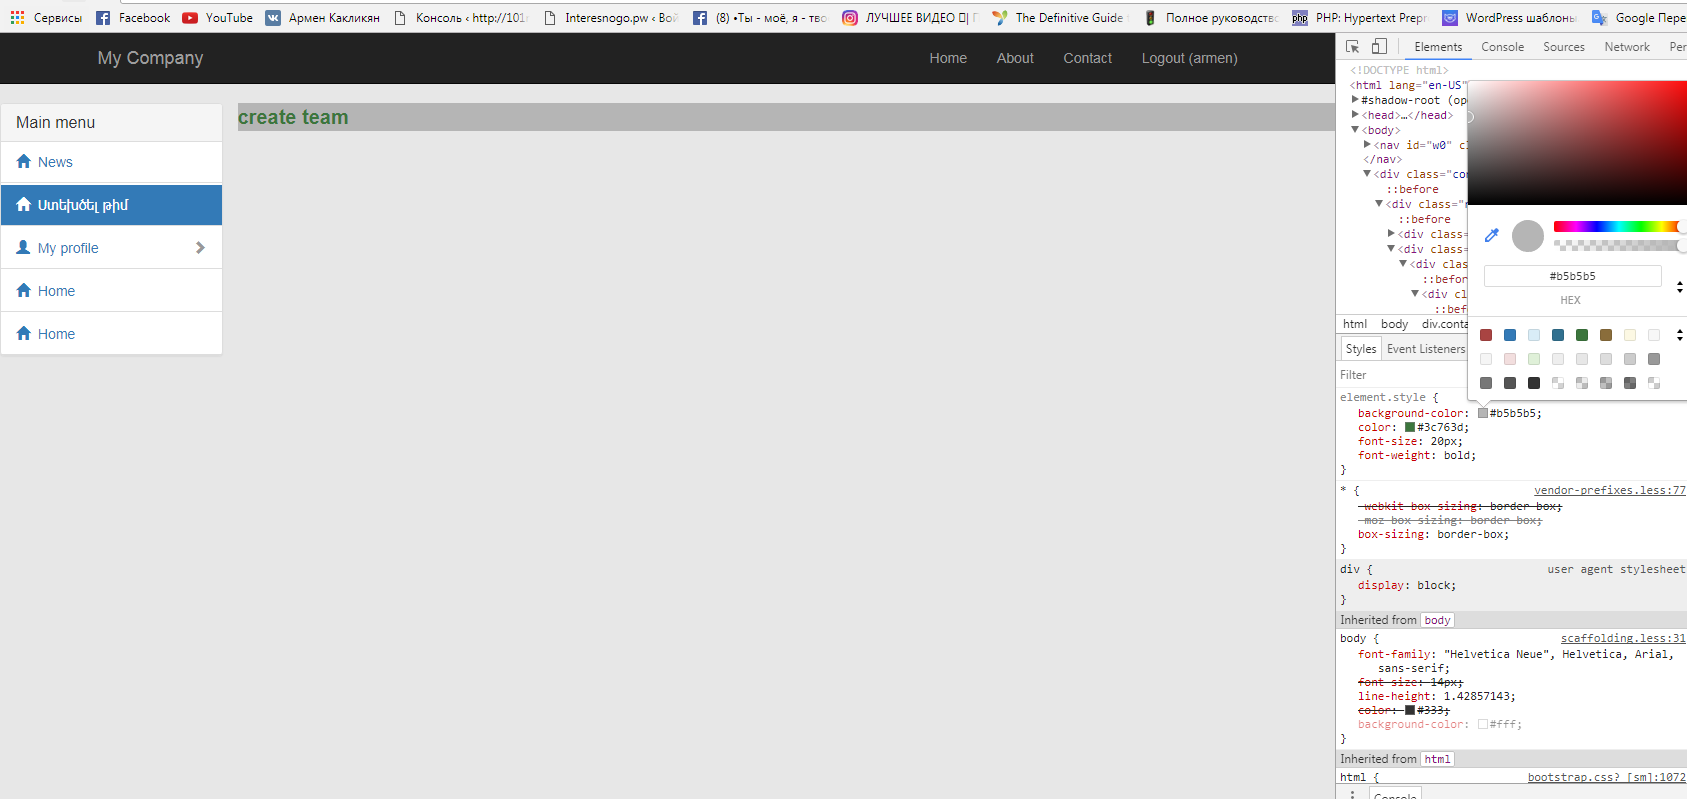 Сервисы Facebook YouTube Армен Какликян Консоль ‹ http://101 Interesnogo.pw ‹ Вой (8) •Ты - моё, я - тво ЛУЧШЕЕ ВИДЕО The Definitive Guide Полное руководство PHP: Hypertext Prepr WordPress шаблоны Google Пере
My Company Home About Contact Logout (armen)
Main menu
News
Ստեխծել թիմ
My profile
Home
Home
create team
Elements Console Sources Network Per
<!DOCTYPE html>
<html lang="en-US"
#shadow-root (op
<head>…</head>
<body>
<nav id="w0" cl
</nav>
<div class="con
::before
<div class="r
::before
<div class=
<div class=
<div clas
::befor
<div cl
::bef
#b5b5b5
HEX
html body div.conta
Styles Event Listeners
Filter
element.style {
background-color: #b5b5b5;
color: #3c763d;
font-size: 20px;
font-weight: bold;
}
* { vendor-prefixes.less:77
-webkit-box-sizing: border-box;
-moz-box-sizing: border-box;
box-sizing: border-box;
}
div { user agent stylesheet
display: block;
}
Inherited from body
body { scaffolding.less:31
font-family: "Helvetica Neue", Helvetica, Arial,
sans-serif;
font-size: 14px;
line-height: 1.42857143;
color: #333;
background-color: #fff;
}
Inherited from html
html { bootstrap.css? [sm]:1072
Console